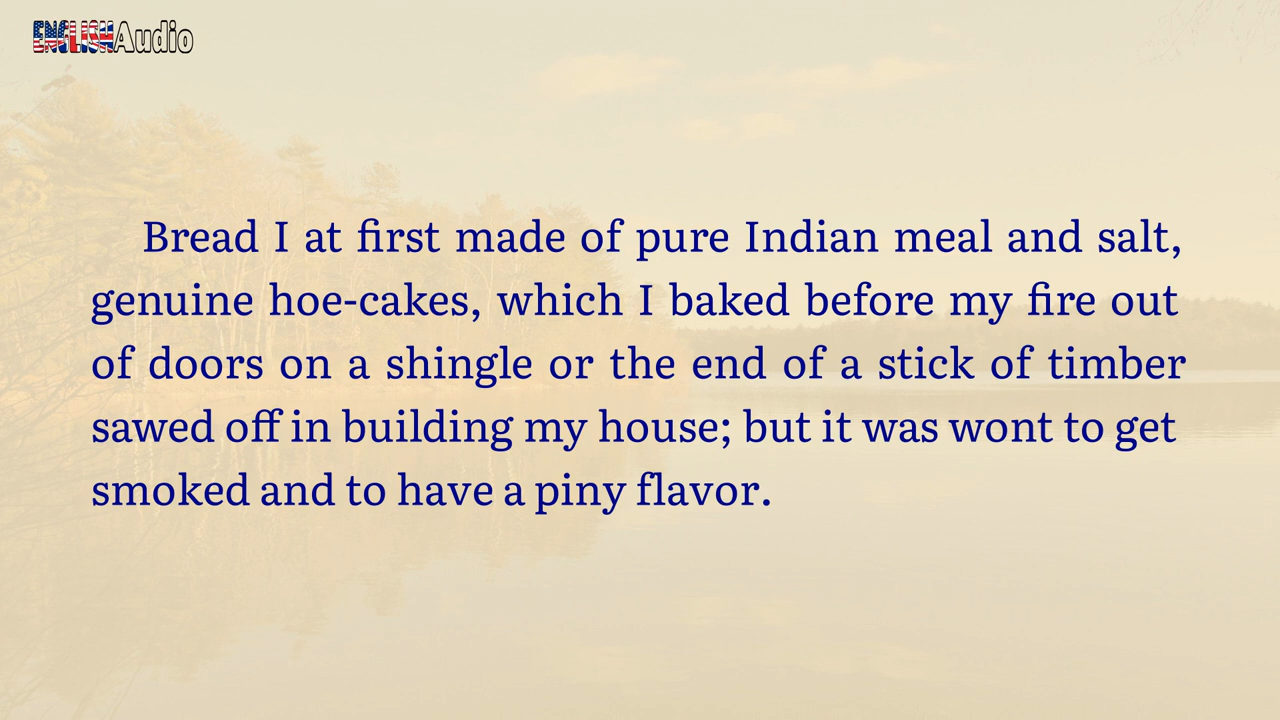 ENGLISHAudio
Bread I at first made of pure Indian meal and salt,
genuine hoe-cakes, which I baked before my fire out
of doors on a shingle or the end of a stick of timber
sawed off in building my house; but it was wont to get
smoked and to have a piny flavor.